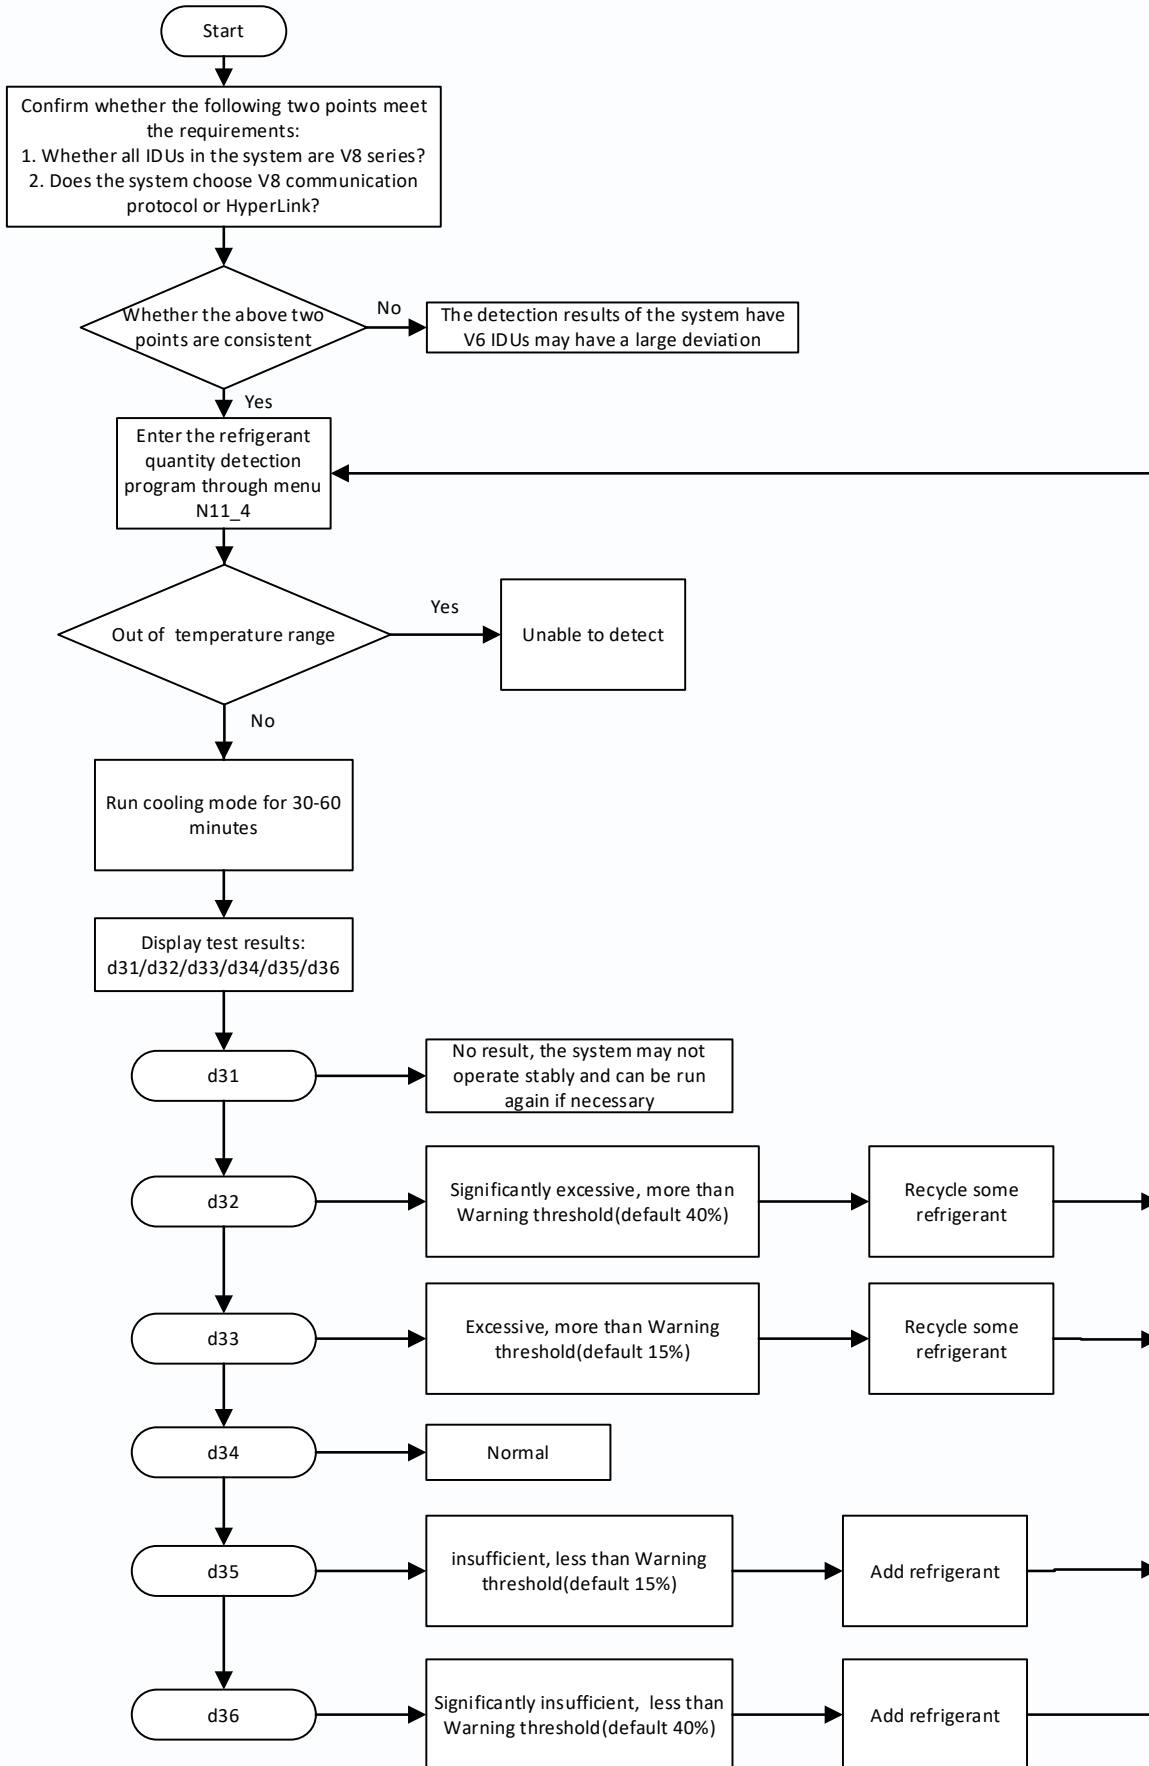 Start
Confirm whether the following two points meet
the requirements:
1. Whether all IDUs in the system are V8 series?
2. Does the system choose V8 communication
protocol or HyperLink?
Whether the above two
points are consistent
No
The detection results of the system have
V6 IDUs may have a large deviation
Yes
Enter the refrigerant
quantity detection
program through menu
N11_4
Out of temperature range
Yes
Unable to detect
No
Run cooling mode for 30-60
minutes
Display test results:
d31/d32/d33/d34/d35/d36
d31
No result, the system may not
operate stably and can be run
again if necessary
d32
Significantly excessive, more than
Warning threshold(default 40%)
Recycle some
refrigerant
d33
Excessive, more than Warning
threshold(default 15%)
Recycle some
refrigerant
d34
Normal
d35
insufficient, less than Warning
threshold(default 15%)
Add refrigerant
d36
Significantly insufficient, less than
Warning threshold(default 40%)
Add refrigerant